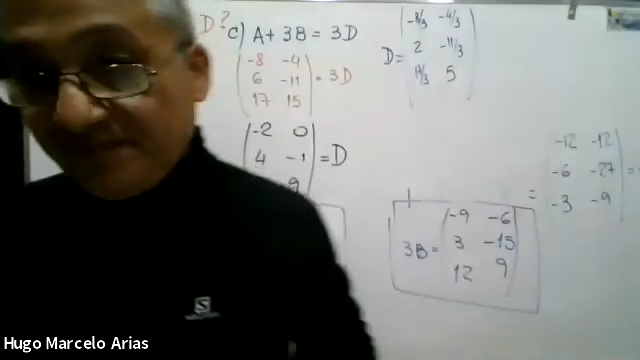 D? c) A + 3B = 3D
-8 -4
6 -11 = 3D
17 15
-2 0
4 -1 = D
9
-8/3 -4/3
D = 2 -11/3
5
-12 -12
-6 -27 =
= -3 -9
-9 -6
3B = 3 -15
12 9
Hugo Marcelo Arias